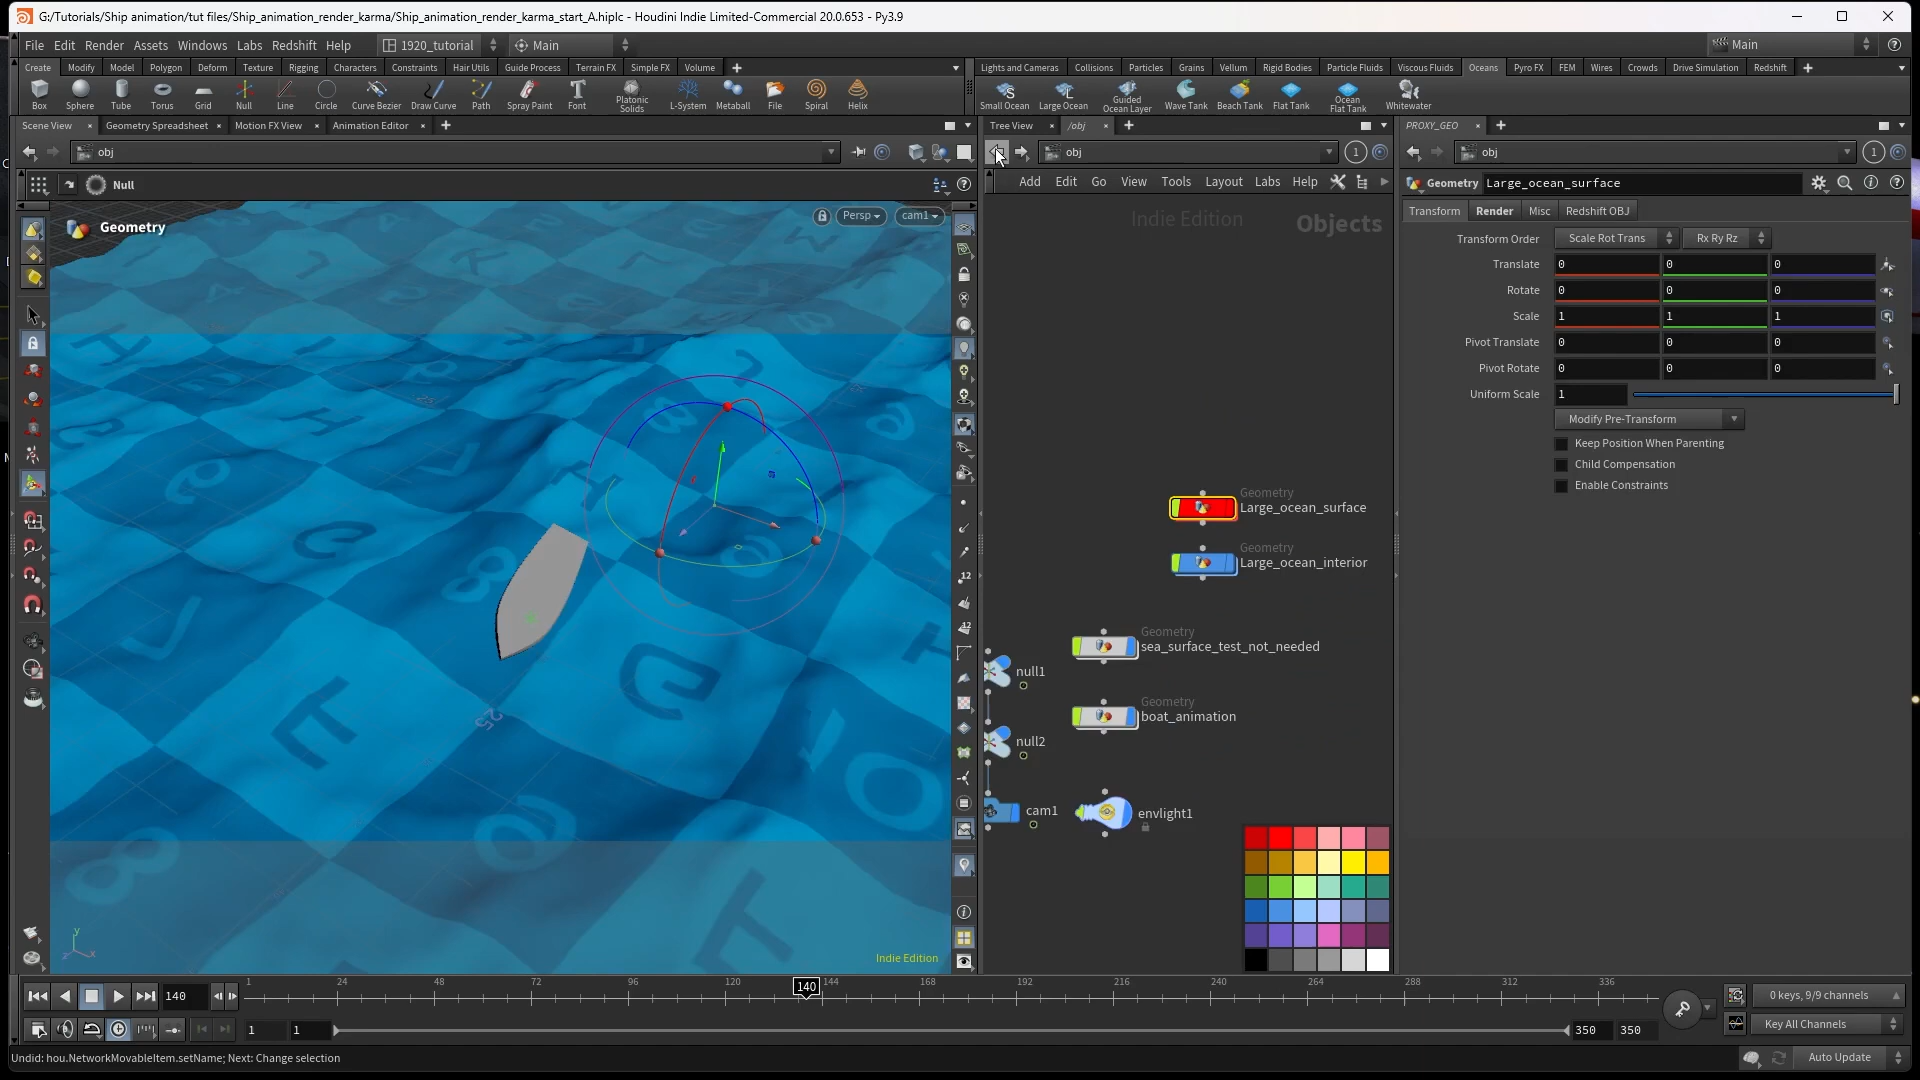 G:/Tutorials/Ship animation/tut files/Ship_animation_render_karma/Ship_animation_render_karma_start_A.hiplc - Houdini Indie Limited-Commercial 20.0.653 - Py3.9
File Edit Render Assets Windows Labs Redshift Help 1920_tutorial Main Main
Create Modify Model Polygon Deform Texture Rigging Characters Constraints Hair Utils Guide Process Terrain FX Simple FX Volume
Lights and Cameras Collisions Particles Grains Vellum Rigid Bodies Particle Fluids Viscous Fluids Oceans Pyro FX FEM Wires Crowds Drive Simulation Redshift
Box Sphere Tube Torus Grid Null Line Circle Curve Bezier Draw Curve Path Spray Paint Font Platonic Solids L-System Metaball File Spiral Helix
Small Ocean Large Ocean Guided Ocean Layer Wave Tank Beach Tank Flat Tank Ocean Flat Tank Whitewater
Scene View Geometry Spreadsheet Motion FX View Animation Editor
Tree View /obj
PROXY_GEO
obj
obj 1
obj 1
Null
Add Edit Go View Tools Layout Labs Help
Geometry Large_ocean_surface
Geometry
Persp cam1
Indie Edition
Objects
Transform Render Misc Redshift OBJ
Transform Order Scale Rot Trans Rx Ry Rz
Translate 0 0 0
Rotate 0 0 0
Scale 1 1 1
Pivot Translate 0 0 0
Pivot Rotate 0 0 0
Uniform Scale 1
Modify Pre-Transform
Keep Position When Parenting
Child Compensation
Enable Constraints
Geometry
Large_ocean_surface
Geometry
Large_ocean_interior
Geometry
sea_surface_test_not_needed
null1
Geometry
boat_animation
null2
cam1
envlight1
25
12
12
Indie Edition
140
1 24 48 72 96 120 140 144 168 192 216 240 264 288 312 336
0 keys, 9/9 channels
1 1 350 350
Key All Channels
Undid: hou.NetworkMovableItem.setName; Next: Change selection
Auto Update